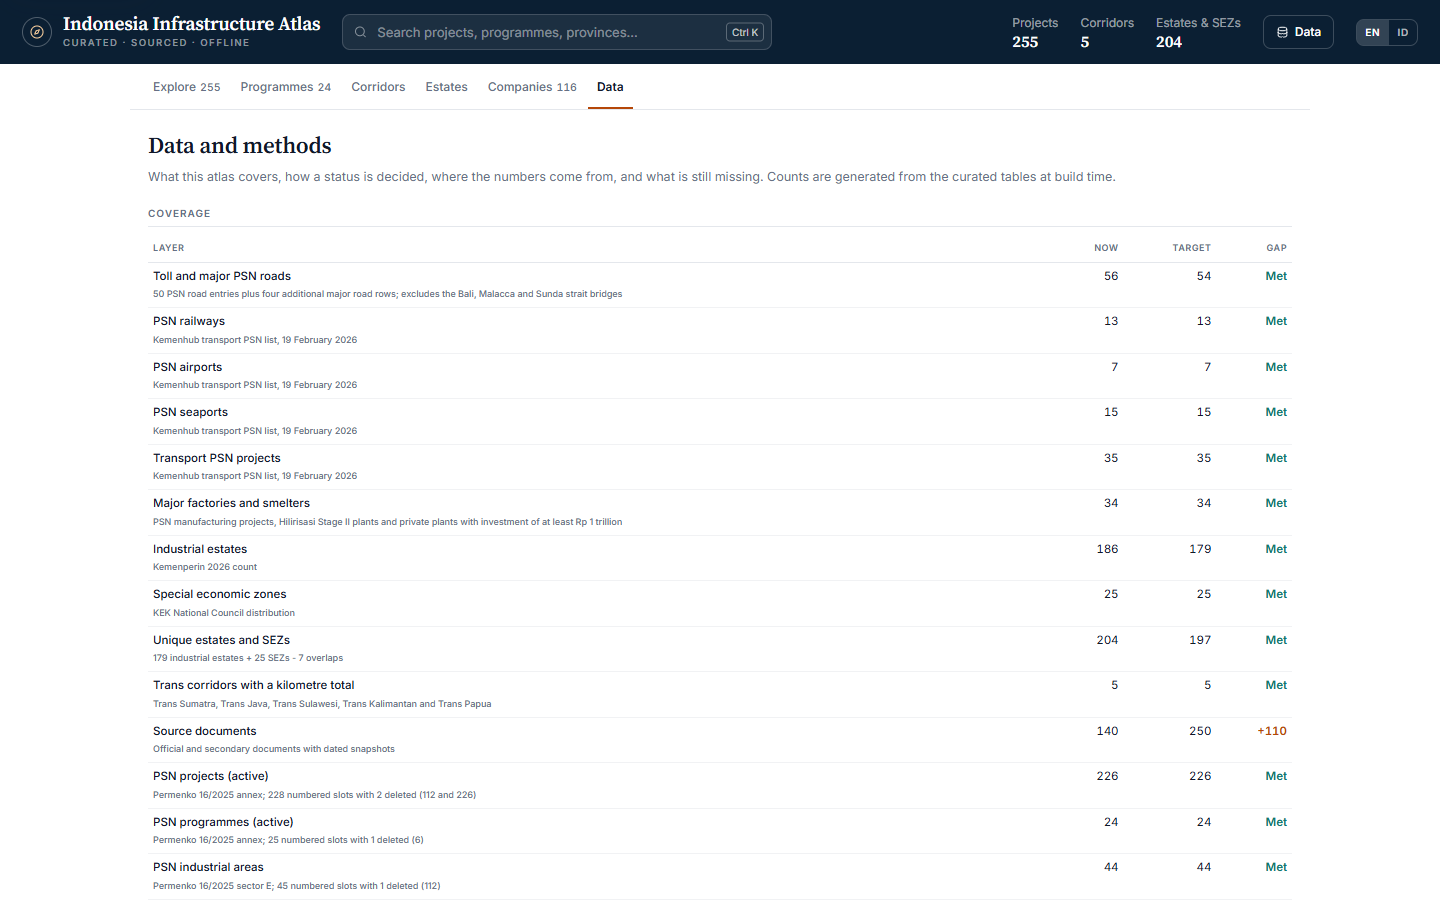 Indonesia Infrastructure Atlas
CURATED · SOURCED · OFFLINE
Search projects, programmes, provinces...
Ctrl K
Projects
255
Corridors
5
Estates & SEZs
204
Data
EN
ID
Explore 255
Programmes 24
Corridors
Estates
Companies 116
Data
Data and methods
What this atlas covers, how a status is decided, where the numbers come from, and what is still missing. Counts are generated from the curated tables at build time.
COVERAGE
LAYER NOW TARGET GAP
Toll and major PSN roads 56 54 Met
50 PSN road entries plus four additional major road rows; excludes the Bali, Malacca and Sunda strait bridges
PSN railways 13 13 Met
Kemenhub transport PSN list, 19 February 2026
PSN airports 7 7 Met
Kemenhub transport PSN list, 19 February 2026
PSN seaports 15 15 Met
Kemenhub transport PSN list, 19 February 2026
Transport PSN projects 35 35 Met
Kemenhub transport PSN list, 19 February 2026
Major factories and smelters 34 34 Met
PSN manufacturing projects, Hilirisasi Stage II plants and private plants with investment of at least Rp 1 trillion
Industrial estates 186 179 Met
Kemenperin 2026 count
Special economic zones 25 25 Met
KEK National Council distribution
Unique estates and SEZs 204 197 Met
179 industrial estates + 25 SEZs - 7 overlaps
Trans corridors with a kilometre total 5 5 Met
Trans Sumatra, Trans Java, Trans Sulawesi, Trans Kalimantan and Trans Papua
Source documents 140 250 +110
Official and secondary documents with dated snapshots
PSN projects (active) 226 226 Met
Permenko 16/2025 annex; 228 numbered slots with 2 deleted (112 and 226)
PSN programmes (active) 24 24 Met
Permenko 16/2025 annex; 25 numbered slots with 1 deleted (6)
PSN industrial areas 44 44 Met
Permenko 16/2025 sector E; 45 numbered slots with 1 deleted (112)